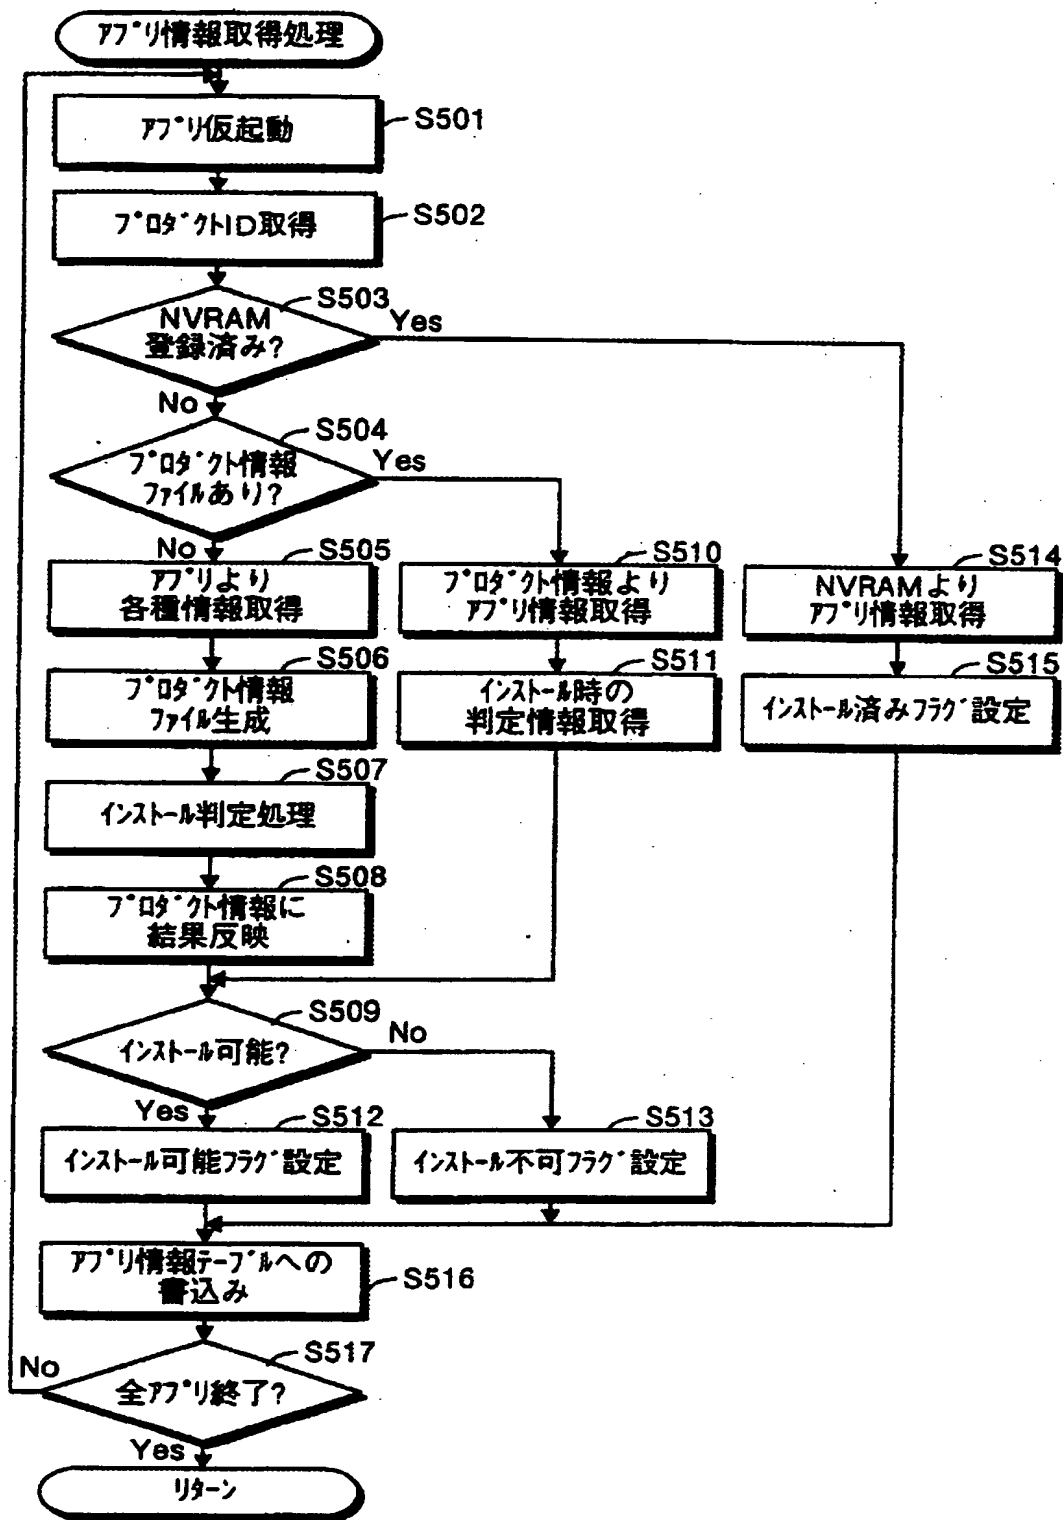 アプリ情報取得処理
アプリ仮起動
S501
プロダクトID取得
S502
NVRAM
登録済み?
S503
Yes
No
プロダクト情報
ファイルあり?
S504
Yes
No
アプリより
各種情報取得
S505
プロダクト情報より
アプリ情報取得
S510
NVRAMより
アプリ情報取得
S514
プロダクト情報
ファイル生成
S506
インストール時の
判定情報取得
S511
インストール済みフラグ設定
S515
インストール判定処理
S507
プロダクト情報に
結果反映
S508
インストール可能?
S509
No
Yes
インストール可能フラグ設定
S512
インストール不可フラグ設定
S513
アプリ情報テーブルへの
書込み
S516
全アプリ終了?
S517
No
Yes
リターン